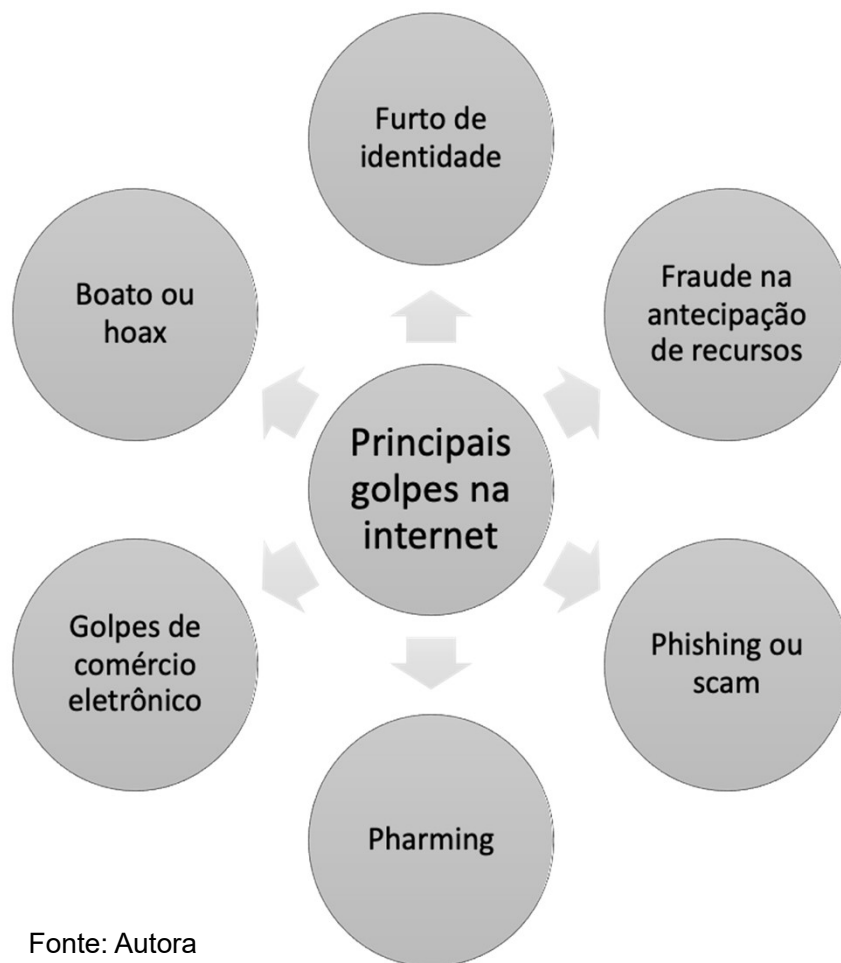 Furto de
identidade
Boato ou
hoax
Fraude na
antecipação
de recursos
Principais
golpes na
internet
Golpes de
comércio
eletrônico
Phishing ou
scam
Pharming
Fonte: Autora